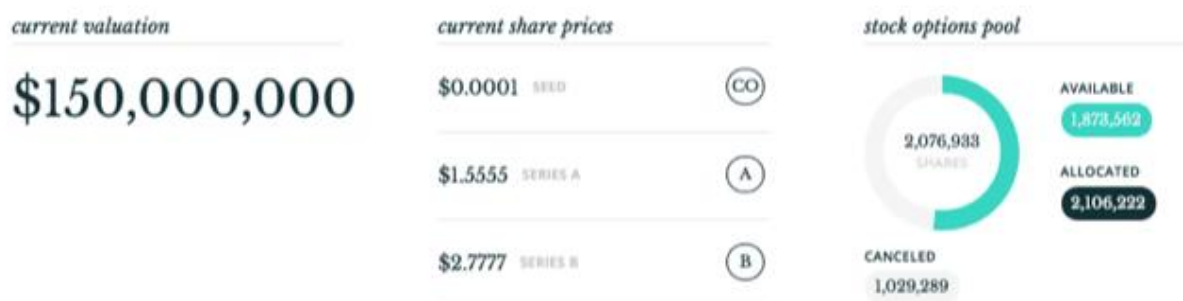 current valuation
$150,000,000
current share prices
$0.0001 SEED CO
$1.5555 SERIES A A
$2.7777 SERIES B B
stock options pool
2,076,933
SHARES
AVAILABLE
1,873,562
ALLOCATED
2,106,222
CANCELED
1,029,289